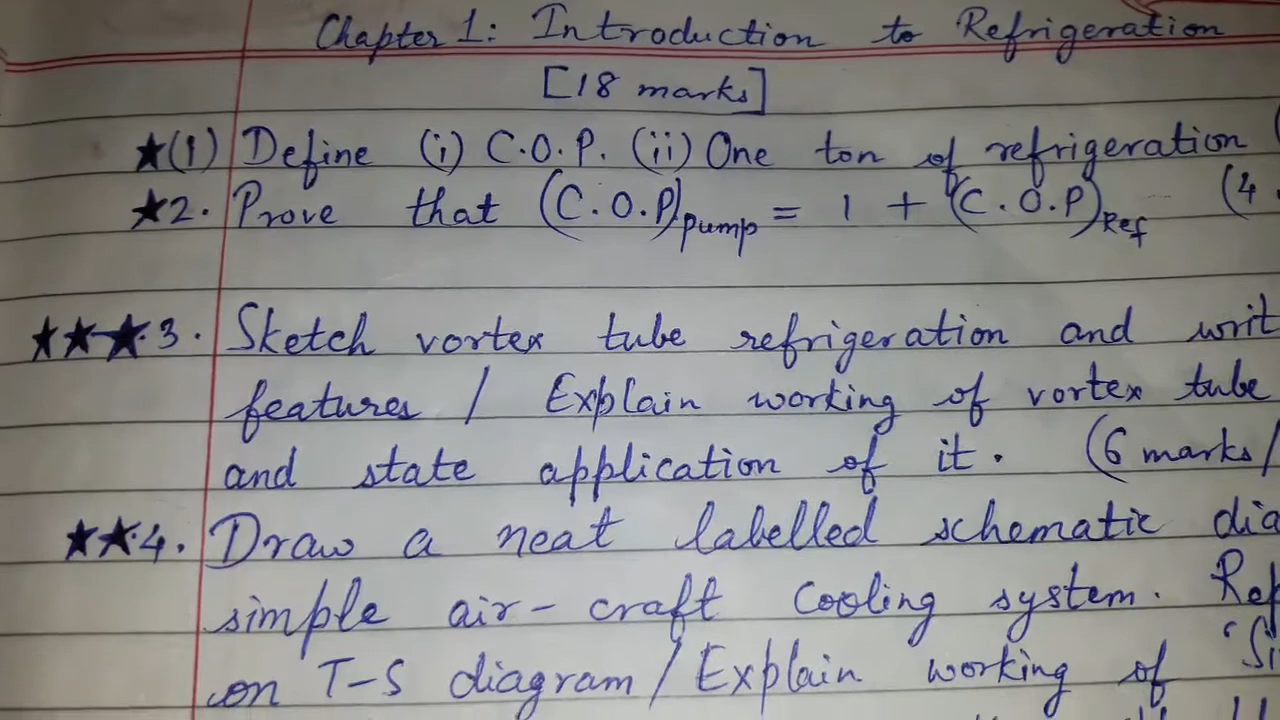 Chapter 1: Introduction to Refrigeration
[18 marks]
★(1) Define (i) C.O.P. (ii) One ton of refrigeration (
★2. Prove that (C.O.P)pump = 1 + (C.O.P)Ref (4
★★★3. Sketch vortex tube refrigeration and writ
features / Explain working of vortex tube
and state application of it. (6 marks/
★★4. Draw a neat labelled schematic dia
simple air-craft cooling system. Rep
on T-S diagram / Explain working of 'Si